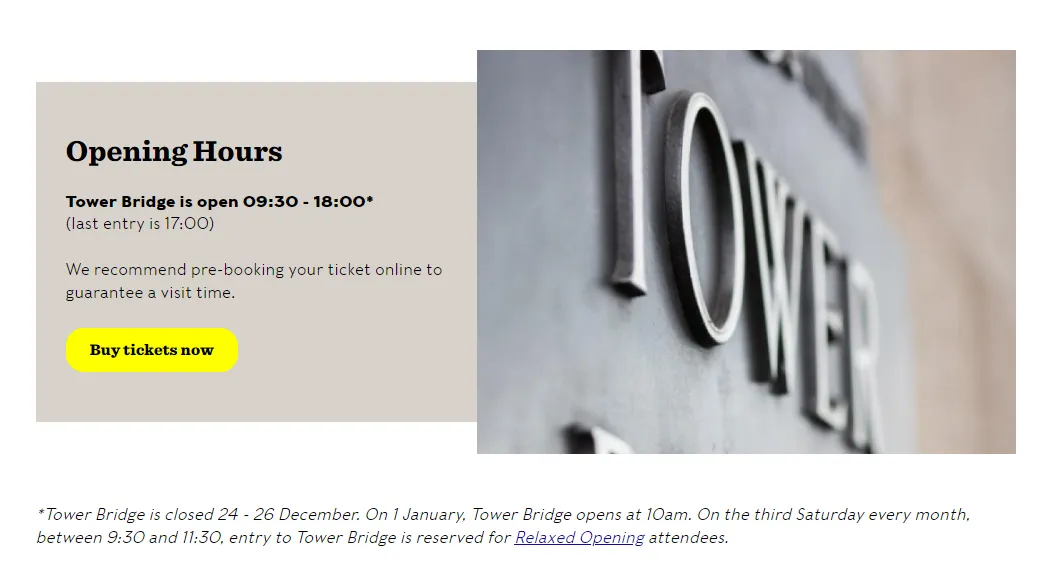 Opening Hours
Tower Bridge is open 09:30 - 18:00*
(last entry is 17:00)
We recommend pre-booking your ticket online to
guarantee a visit time.
Buy tickets now
TOWER
*Tower Bridge is closed 24 - 26 December. On 1 January, Tower Bridge opens at 10am. On the third Saturday every month,
between 9:30 and 11:30, entry to Tower Bridge is reserved for Relaxed Opening attendees.